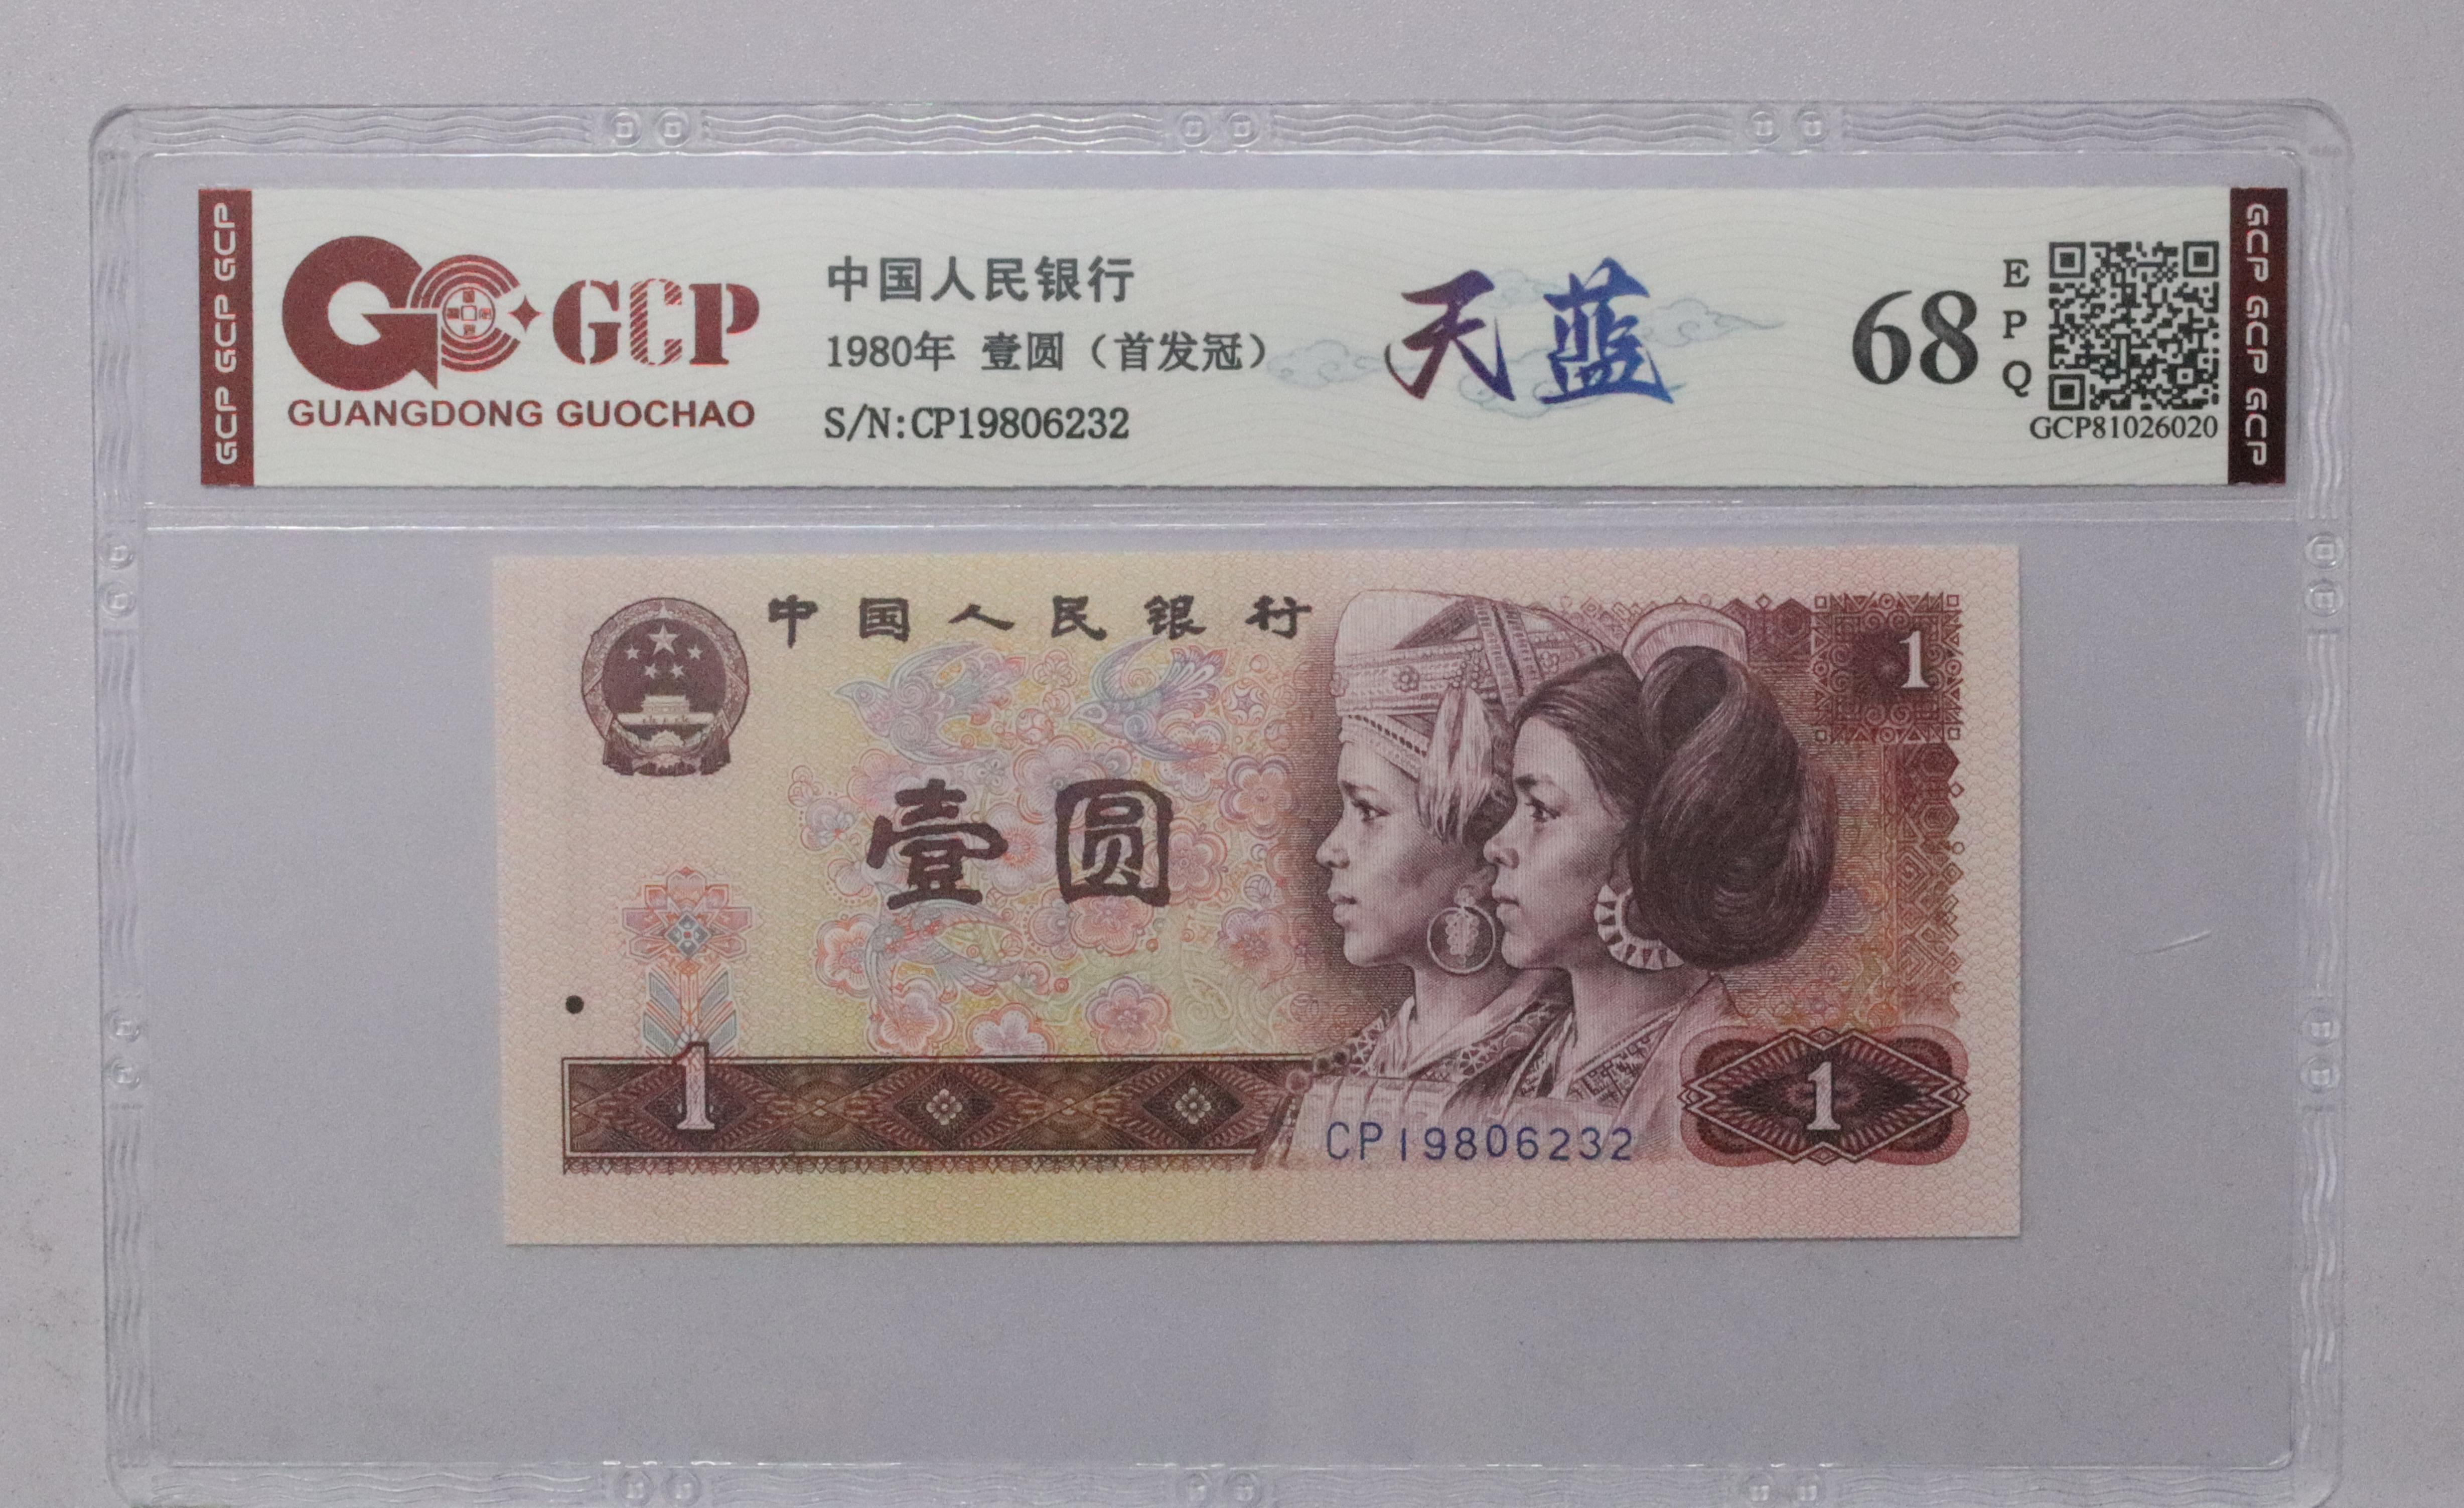 GCP GCP GCP
GCP
GUANGDONG GUOCHAO
中国人民银行
1980年 壹圆（首发冠）
S/N:CP19806232
天蓝
68
E
P
Q
GCP81026020
GCP GCP GCP
中国人民银行
1
壹圆
1
1
CP19806232